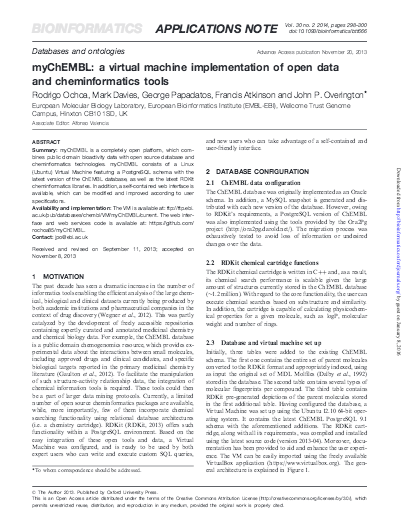 BIOINFORMATICS APPLICATIONS NOTE Vol. 30 no. 2 2014, pages 298–300
doi:10.1093/bioinformatics/btt666
Databases and ontologies Advance Access publication November 20, 2013
myChEMBL: a virtual machine implementation of open data
and cheminformatics tools
Rodrigo Ochoa, Mark Davies, George Papadatos, Francis Atkinson and John P. Overington*
European Molecular Biology Laboratory, European Bioinformatics Institute (EMBL-EBI), Wellcome Trust Genome
Campus, Hinxton CB10 1SD, UK
Associate Editor: Alfonso Valencia
ABSTRACT
Summary: myChEMBL is a completely open platform, which com-
bines public domain bioactivity data with open source database and
cheminformatics technologies. myChEMBL consists of a Linux
(Ubuntu) Virtual Machine featuring a PostgreSQL schema with the
latest version of the ChEMBL database, as well as the latest RDKit
cheminformatics libraries. In addition, a self-contained web interface
is available, which can be modified and improved according to user
specifications.
Availability and implementation: The VM is available at: ftp://ftp.ebi.
ac.uk/pub/databases/chembl/VM/myChEMBL/current. The web inter-
face and web services code is available at: https://github.com/
rochoa85/myChEMBL.
Contact: jpo@ebi.ac.uk
Received and revised on September 11, 2013; accepted on
November 8, 2013
1 MOTIVATION
The past decade has seen a dramatic increase in the number of
informatics tools enabling the efficient analysis of the large chem-
ical, biological and clinical datasets currently being produced by
both academic institutions and pharmaceutical companies in the
context of drug discovery (Wegner et al., 2012). This was partly
catalyzed by the development of freely accessible repositories
containing expertly curated and annotated medicinal chemistry
and chemical biology data. For example, the ChEMBL database
is a public domain chemogenomics resource, which provides ex-
perimental data about the interactions between small molecules,
including approved drugs and clinical candidates, and a specific
biological targets reported in the primary medicinal chemistry
literature (Gaulton et al., 2012). To facilitate the manipulation
of such structure–activity relationship data, the integration of
chemical information tools is required. These tools could then
be a part of larger data mining protocols. Currently, a limited
number of open source cheminformatics packages are available,
while, more importantly, few of them incorporate chemical
searching functionality using relational database architectures
(i.e. a chemistry cartridge). RDKit (RDKit, 2013) offers such
functionality within a PostgreSQL environment. Based on the
easy integration of these open tools and data, a Virtual
Machine was configured, and is ready to be used by both
expert users who can write and execute custom SQL queries,
*To whom correspondence should be addressed.
and new users who can take advantage of a self-contained and
user-friendly interface.
2 DATABASE CONFIGURATION
2.1 ChEMBL data configuration
The ChEMBL database was originally implemented as an Oracle
schema. In addition, a MySQL snapshot is generated and dis-
tributed with each new version of the database. However, owing
to RDKit's requirements, a PostgreSQL version of ChEMBL
was also implemented using the tools provided by the Ora2Pg
project (http://ora2pg.darold.net/). The migration process was
exhaustively tested to avoid loss of information or undesired
changes over the data.
2.2 RDKit cartridge functions
The RDKit chemical cartridge is written in C++ and, as a result,
its chemical search performance is scalable given the large
amount of structures currently stored in the ChEMBL database
(~1.2 million). With regard to the core functionality, the user can
execute chemical searches based on substructure and similarity.
In addition, the cartridge is capable of calculating physicochem-
ical properties for a given molecule, such as logP, molecular
weight and number of rings.
2.3 Database and virtual machine set up
Initially, three tables were added to the existing ChEMBL
schema. The first one contains the entire set of parent molecules
converted to the RDKit format and appropriately indexed, using
as input the original set of MDL Molfiles (Dalby et al., 1992)
stored in the database. The second table contains several types of
molecular fingerprints per compound. The third table contains
RDKit pre-generated depictions of the parent molecules stored
in the first additional table. Having configured the database, a
Virtual Machine was set up using the Ubuntu 12.10 64-bit oper-
ating system. It contains the latest ChEMBL PostgreSQL 9.1
schema with the aforementioned additions. The RDKit cart-
ridge, along with all its requirements, was compiled and installed
using the latest source code (version 2013-04). Moreover, docu-
mentation has been provided to aid and enhance the user experi-
ence. The VM can be easily imported using the freely available
VirtualBox application (https://www.virtualbox.org). The gen-
eral architecture is explained in Figure 1.
© The Author 2013. Published by Oxford University Press.
This is an Open Access article distributed under the terms of the Creative Commons Attribution License (http://creativecommons.org/licenses/by/3.0/), which
permits unrestricted reuse, distribution, and reproduction in any medium, provided the original work is properly cited.